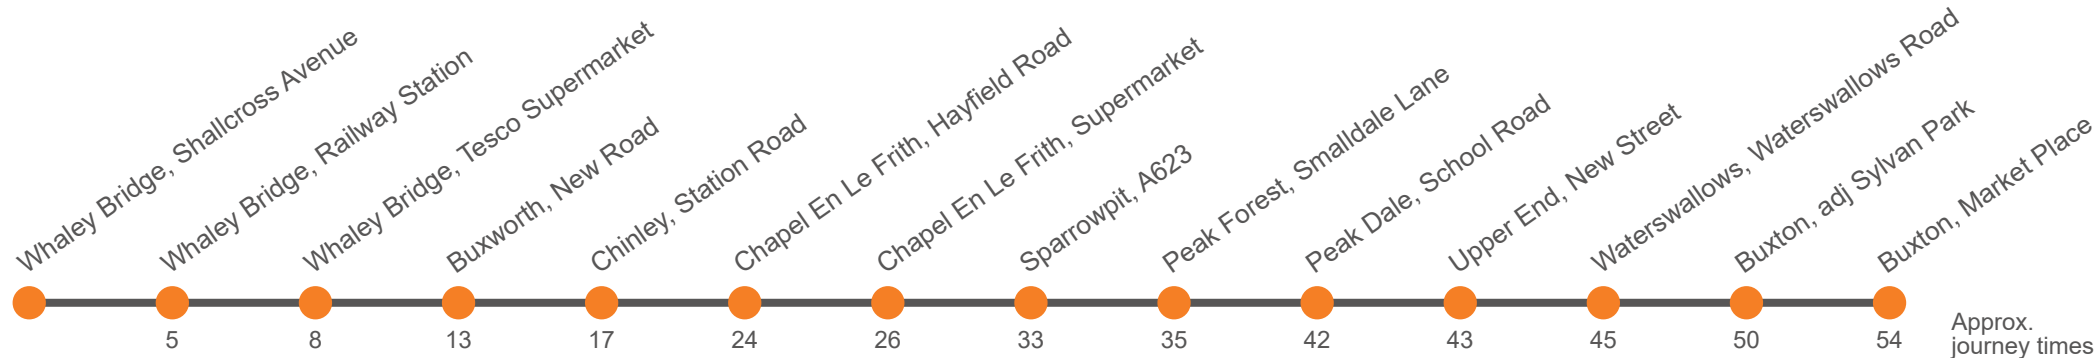 Whaley Bridge, Shallcross Avenue
Whaley Bridge, Railway Station
Whaley Bridge, Tesco Supermarket
Buxworth, New Road
Chinley, Station Road
Chapel En Le Frith, Hayfield Road
Chapel En Le Frith, Supermarket
Sparrowpit, A623
Peak Forest, Smalldale Lane
Peak Dale, School Road
Upper End, New Street
Waterswallows, Waterswallows Road
Buxton, adj Sylvan Park
Buxton, Market Place
5 8 13 17 24 26 33 35 42 43 45 50 54
Approx.
journey times